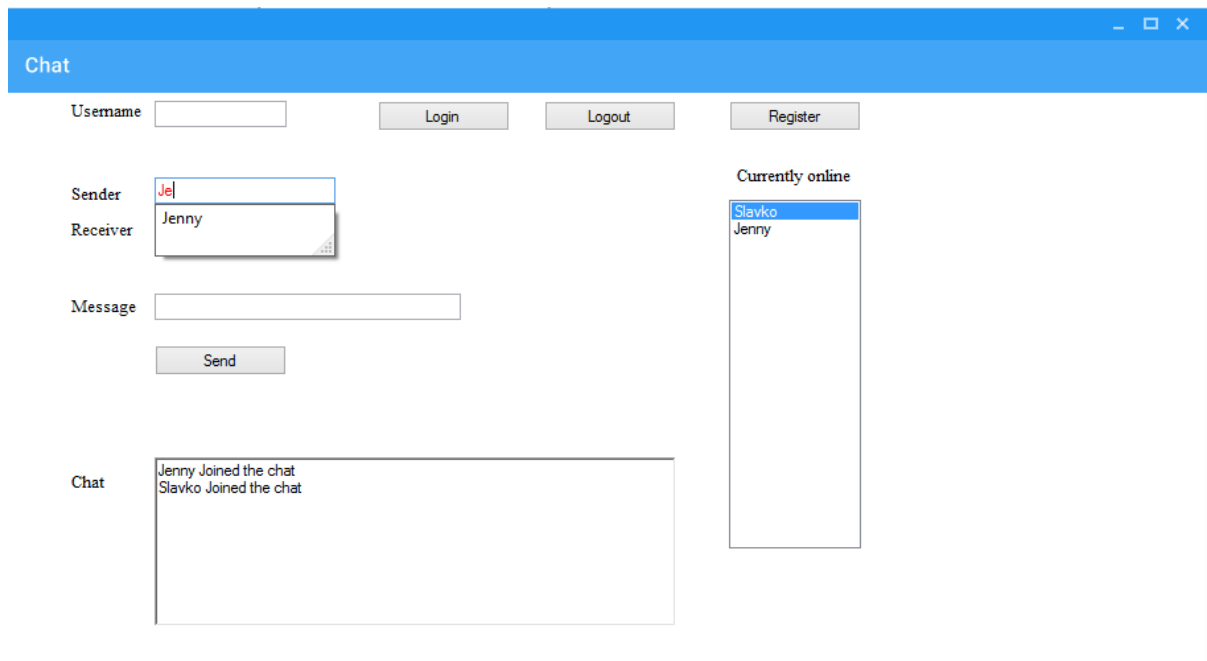 Chat
Username
Login
Logout
Register
Currently online
Sender
Je
Jenny
Receiver
Slavko
Jenny
Message
Send
Chat
Jenny Joined the chat
Slavko Joined the chat